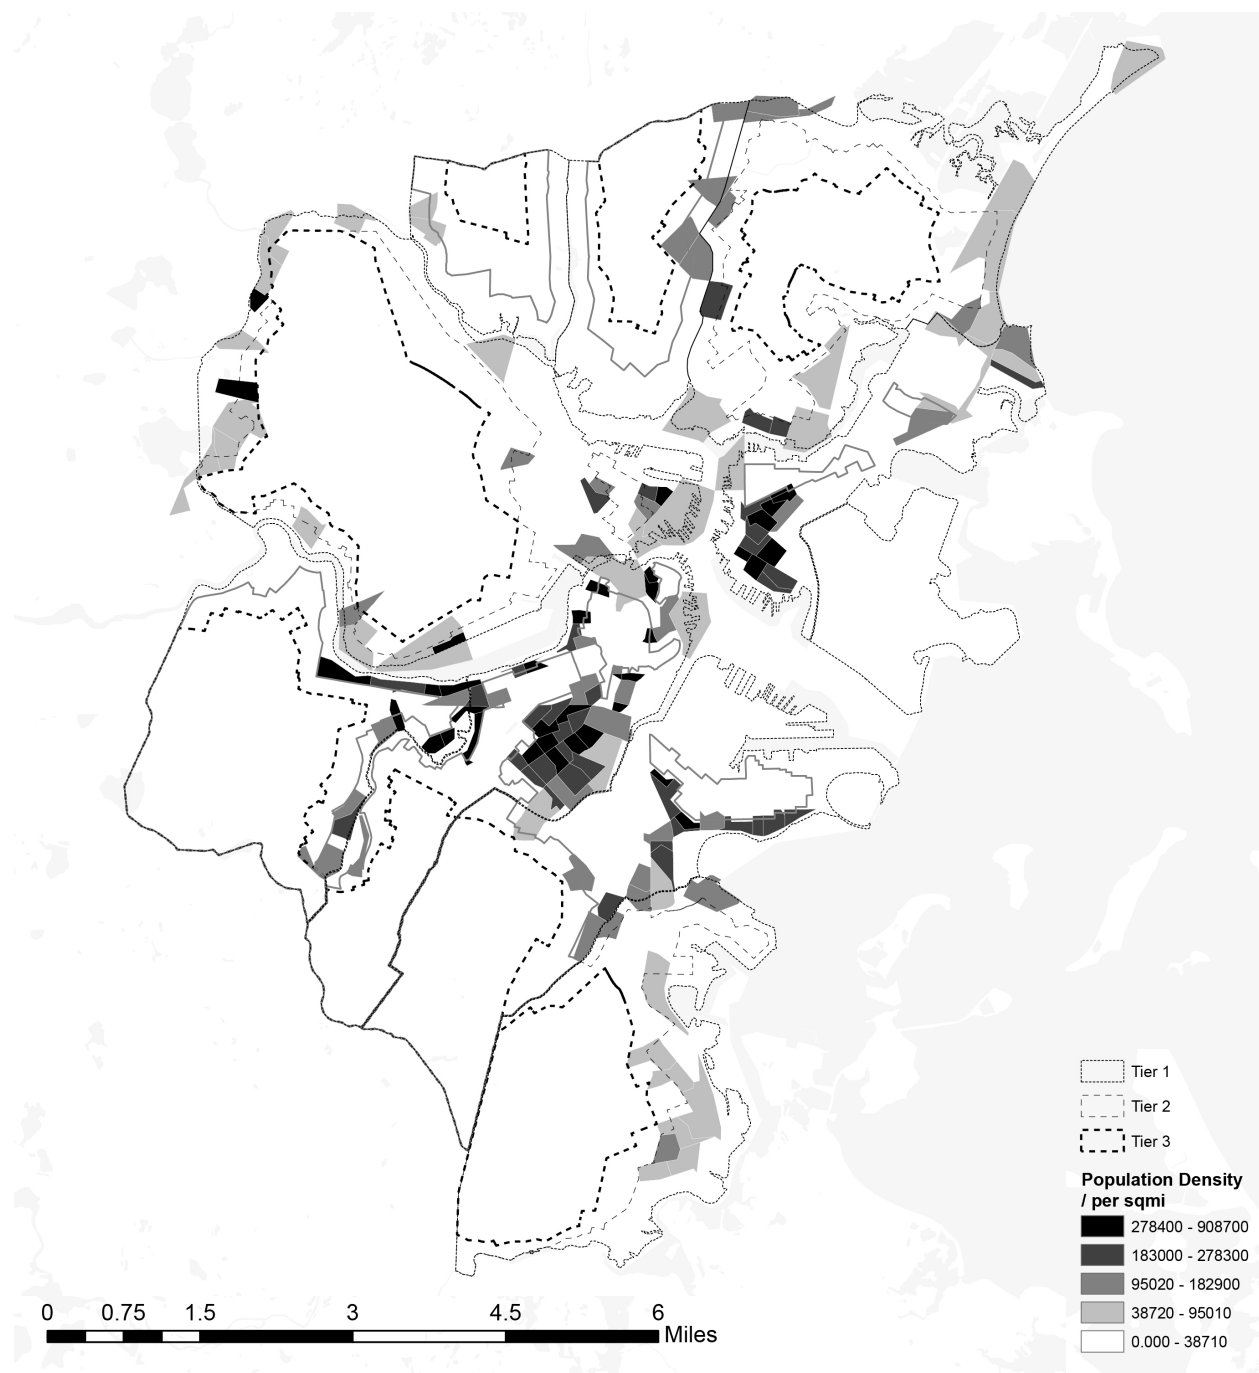 Tier 1
Tier 2
Tier 3
Population Density
/ per sqmi
278400 - 908700
183000 - 278300
95020 - 182900
38720 - 95010
0.000 - 38710
0 0.75 1.5 3 4.5 6
Miles